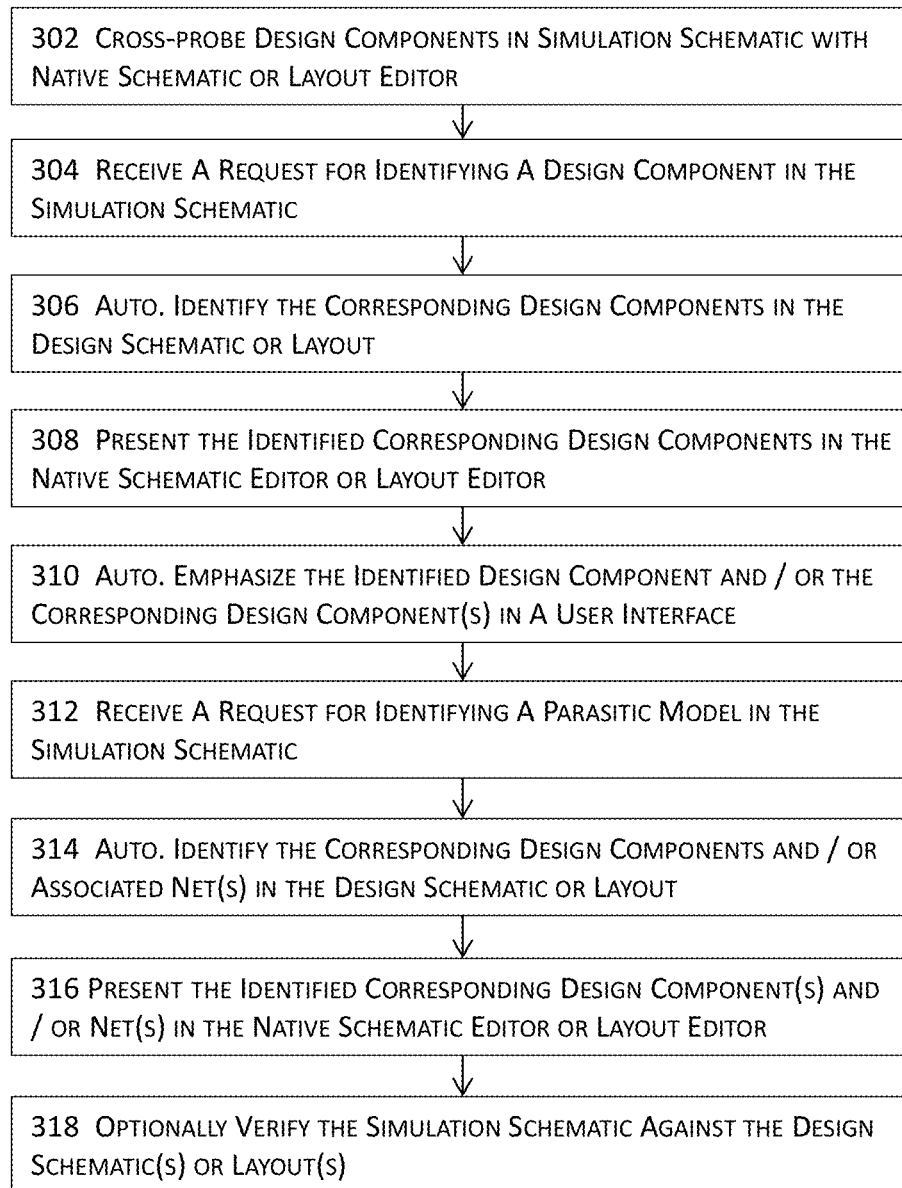 302 CROSS-PROBE DESIGN COMPONENTS IN SIMULATION SCHEMATIC WITH
NATIVE SCHEMATIC OR LAYOUT EDITOR
304 RECEIVE A REQUEST FOR IDENTIFYING A DESIGN COMPONENT IN THE
SIMULATION SCHEMATIC
306 AUTO. IDENTIFY THE CORRESPONDING DESIGN COMPONENTS IN THE
DESIGN SCHEMATIC OR LAYOUT
308 PRESENT THE IDENTIFIED CORRESPONDING DESIGN COMPONENTS IN THE
NATIVE SCHEMATIC EDITOR OR LAYOUT EDITOR
310 AUTO. EMPHASIZE THE IDENTIFIED DESIGN COMPONENT AND / OR THE
CORRESPONDING DESIGN COMPONENT(S) IN A USER INTERFACE
312 RECEIVE A REQUEST FOR IDENTIFYING A PARASITIC MODEL IN THE
SIMULATION SCHEMATIC
314 AUTO. IDENTIFY THE CORRESPONDING DESIGN COMPONENTS AND / OR
ASSOCIATED NET(S) IN THE DESIGN SCHEMATIC OR LAYOUT
316 PRESENT THE IDENTIFIED CORRESPONDING DESIGN COMPONENT(S) AND
/ OR NET(S) IN THE NATIVE SCHEMATIC EDITOR OR LAYOUT EDITOR
318 OPTIONALLY VERIFY THE SIMULATION SCHEMATIC AGAINST THE DESIGN
SCHEMATIC(S) OR LAYOUT(S)